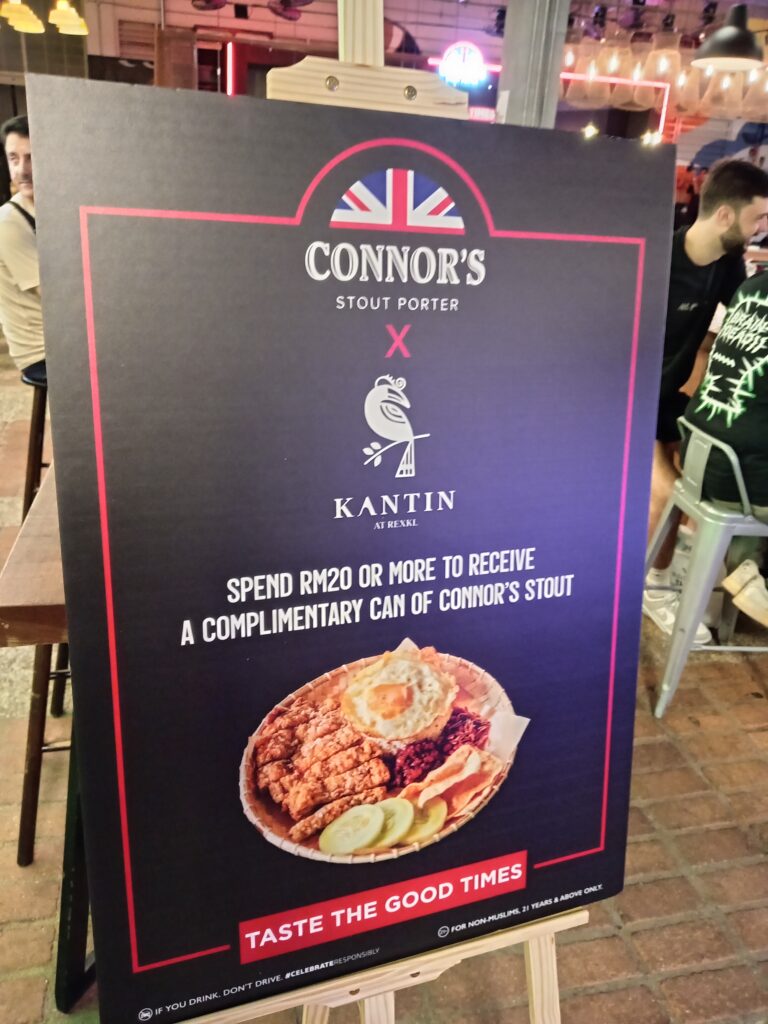 CONNOR'S
STOUT PORTER
X
KANTIN
AT REXKL
SPEND RM20 OR MORE TO RECEIVE
A COMPLIMENTARY CAN OF CONNOR'S STOUT
TASTE THE GOOD TIMES
IF YOU DRINK, DON'T DRIVE. #CELEBRATERESPONSIBLY
21+ FOR NON-MUSLIMS, 21 YEARS & ABOVE ONLY.